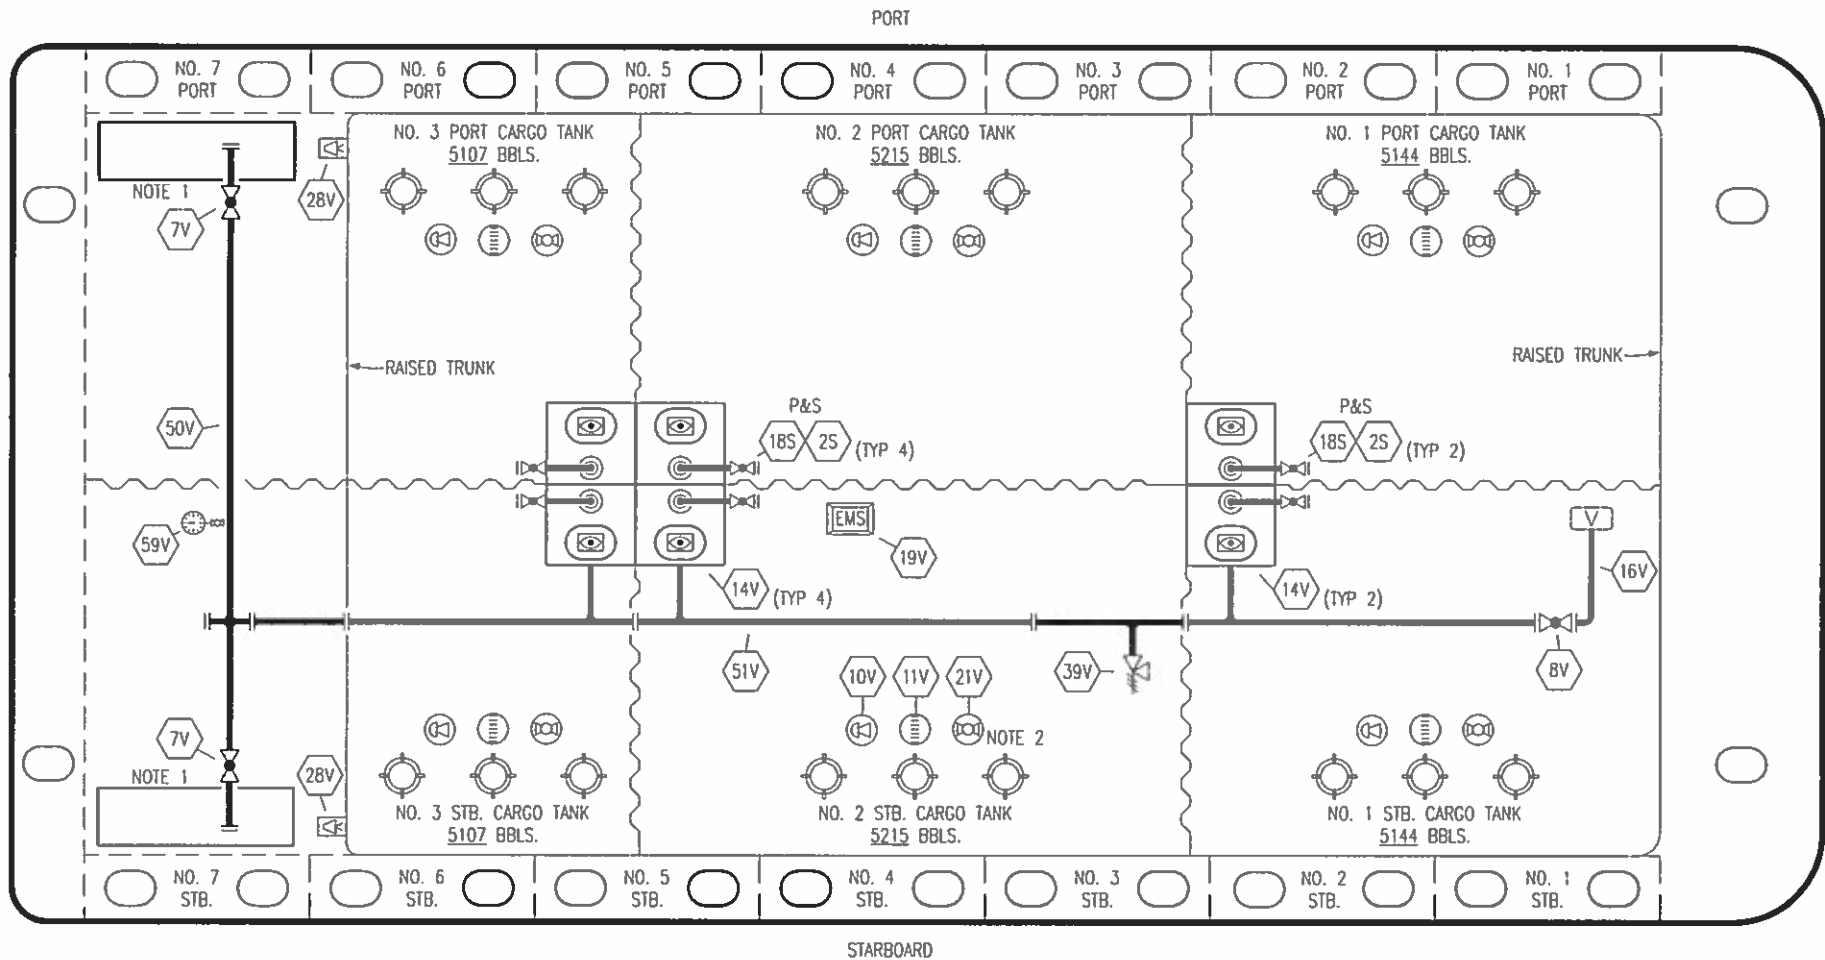 PORT
NO. 7
PORT
NO. 6
PORT
NO. 5
PORT
NO. 4
PORT
NO. 3
PORT
NO. 2
PORT
NO. 1
PORT
NO. 3 PORT CARGO TANK
5107 BBLS.
NO. 2 PORT CARGO TANK
5215 BBLS.
NO. 1 PORT CARGO TANK
5144 BBLS.
NOTE 1
7V
28V
RAISED TRUNK
RAISED TRUNK
50V
P&S
18S 2S (TYP 4)
P&S
18S 2S (TYP 2)
59V
EMS
19V
V
16V
14V (TYP 4)
14V (TYP 2)
51V
39V
8V
10V 11V 21V
NOTE 2
7V
NOTE 1
28V
NO. 3 STB. CARGO TANK
5107 BBLS.
NO. 2 STB. CARGO TANK
5215 BBLS.
NO. 1 STB. CARGO TANK
5144 BBLS.
NO. 7
STB.
NO. 6
STB.
NO. 5
STB.
NO. 4
STB.
NO. 3
STB.
NO. 2
STB.
NO. 1
STB.
STARBOARD